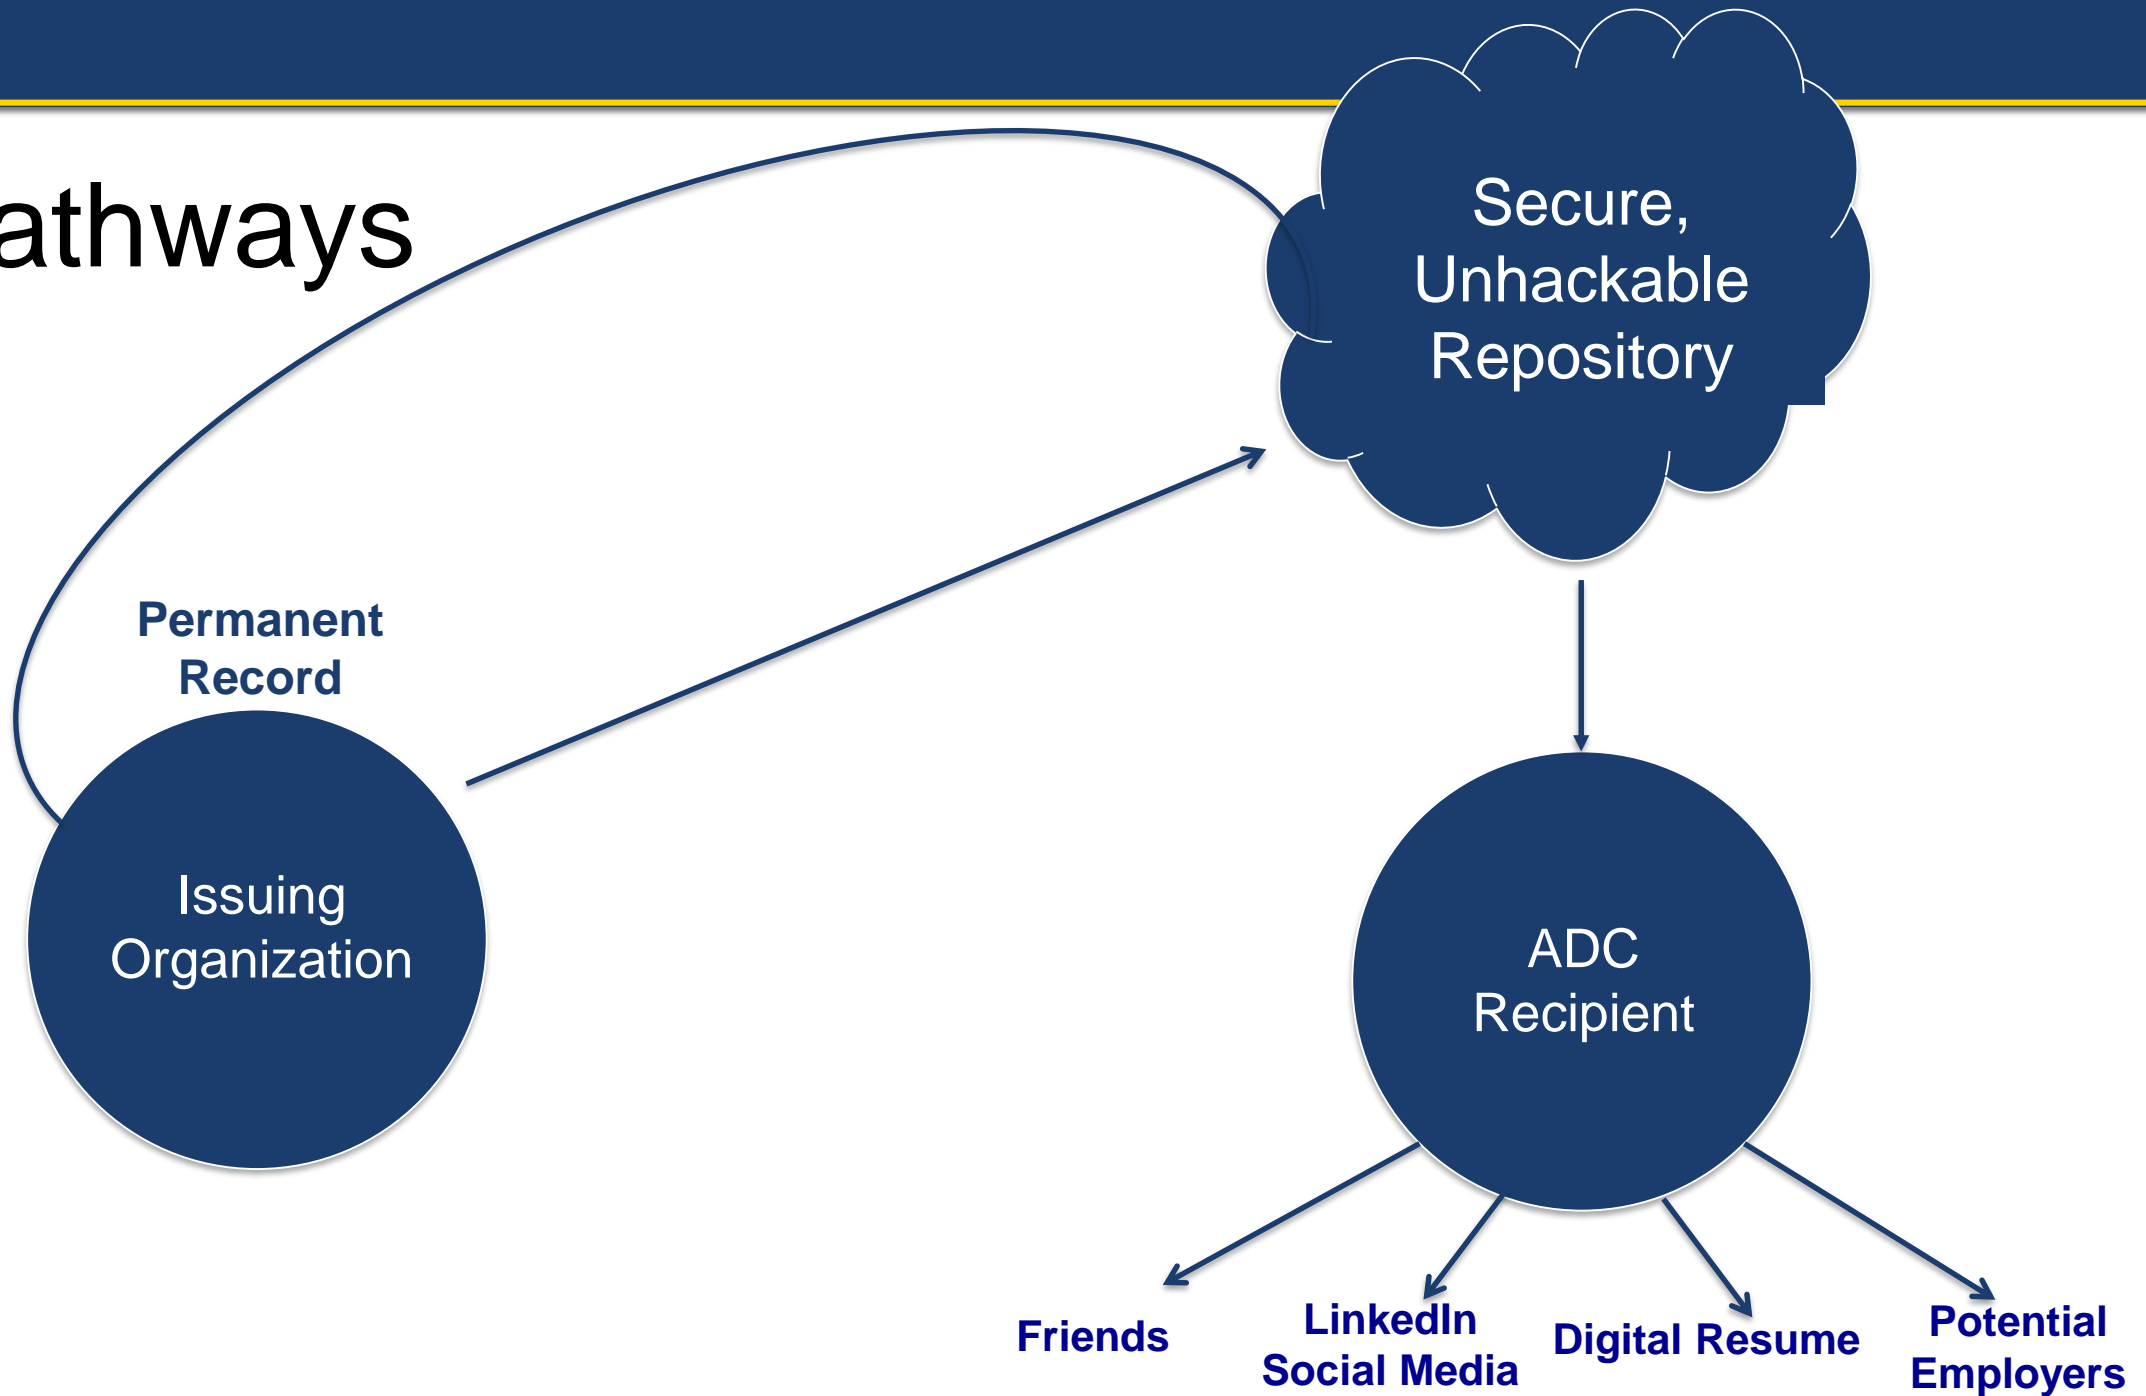 athways
Secure,
Unhackable
Repository
Permanent
Record
Issuing
Organization
ADC
Recipient
Friends
LinkedIn
Social Media
Digital Resume
Potential
Employers